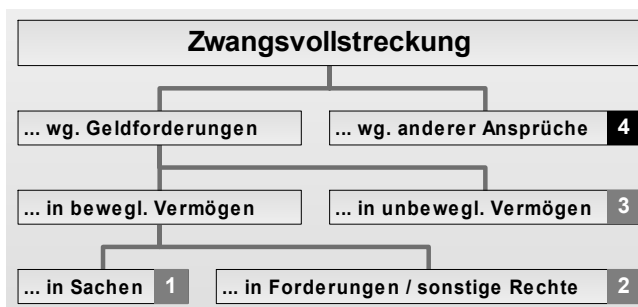 Zwangsvollstreckung
... wg. Geldforderungen
... wg. anderer Ansprüche 4
... in bewegl. Vermögen
... in unbewegl. Vermögen 3
... in Sachen 1
... in Forderungen / sonstige Rechte 2